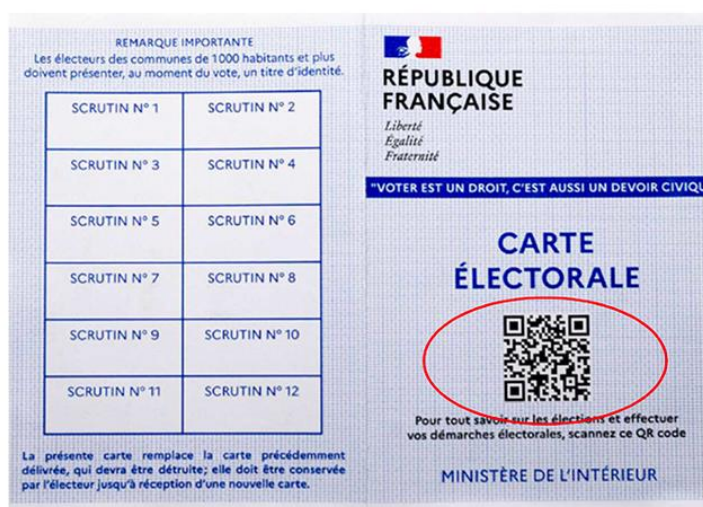 REMARQUE IMPORTANTE
Les électeurs des communes de 1000 habitants et plus
doivent présenter, au moment du vote, un titre d'identité.
SCRUTIN N° 1 SCRUTIN N° 2
SCRUTIN N° 3 SCRUTIN N° 4
SCRUTIN N° 5 SCRUTIN N° 6
SCRUTIN N° 7 SCRUTIN N° 8
SCRUTIN N° 9 SCRUTIN N° 10
SCRUTIN N° 11 SCRUTIN N° 12
La présente carte remplace la carte précédemment
délivrée, qui devra être détruite; elle doit être conservée
par l'électeur jusqu'à réception d'une nouvelle carte.
RÉPUBLIQUE
FRANÇAISE
Liberté
Égalité
Fraternité
"VOTER EST UN DROIT, C'EST AUSSI UN DEVOIR CIVIQU
CARTE
ÉLECTORALE
Pour tout savoir sur les élections et effectuer
vos démarches électorales, scannez ce QR code
MINISTÈRE DE L'INTÉRIEUR